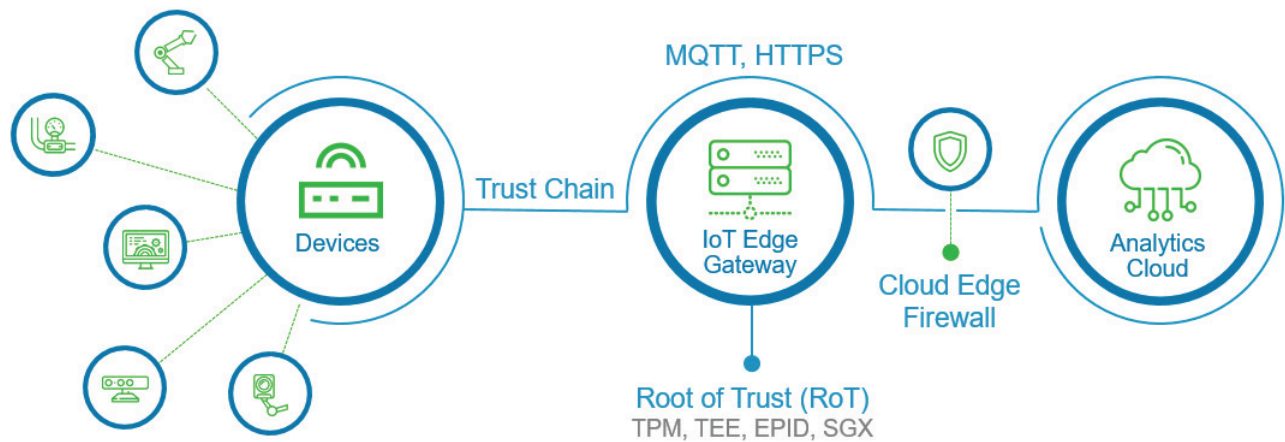 MQTT, HTTPS
Trust Chain
Devices
IoT Edge
Gateway
Analytics
Cloud
Cloud Edge
Firewall
Root of Trust (RoT)
TPM, TEE, EPID, SGX